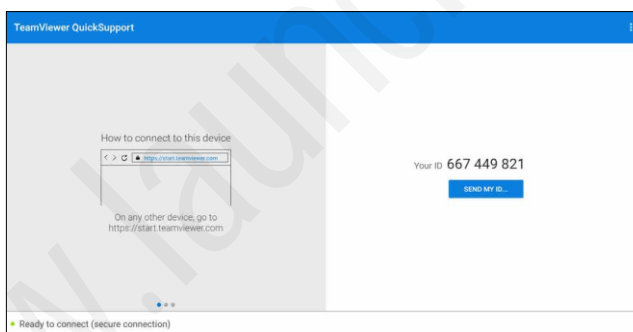 TeamViewer QuickSupport
How to connect to this device
https://start.teamviewer.com
On any other device, go to
https://start.teamviewer.com
Your ID 667 449 821
SEND MY ID...
Ready to connect (secure connection)